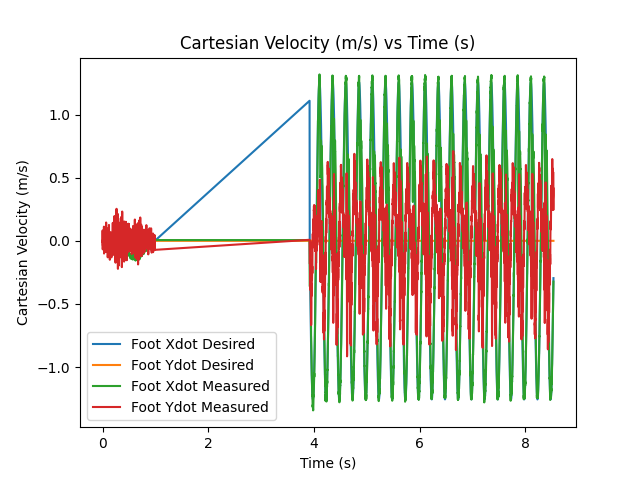 Cartesian Velocity (m/s) vs Time (s)
Cartesian Velocity (m/s)
1.0
0.5
0.0
−0.5
−1.0
Foot Xdot Desired
Foot Ydot Desired
Foot Xdot Measured
Foot Ydot Measured
0 2 4 6 8
Time (s)